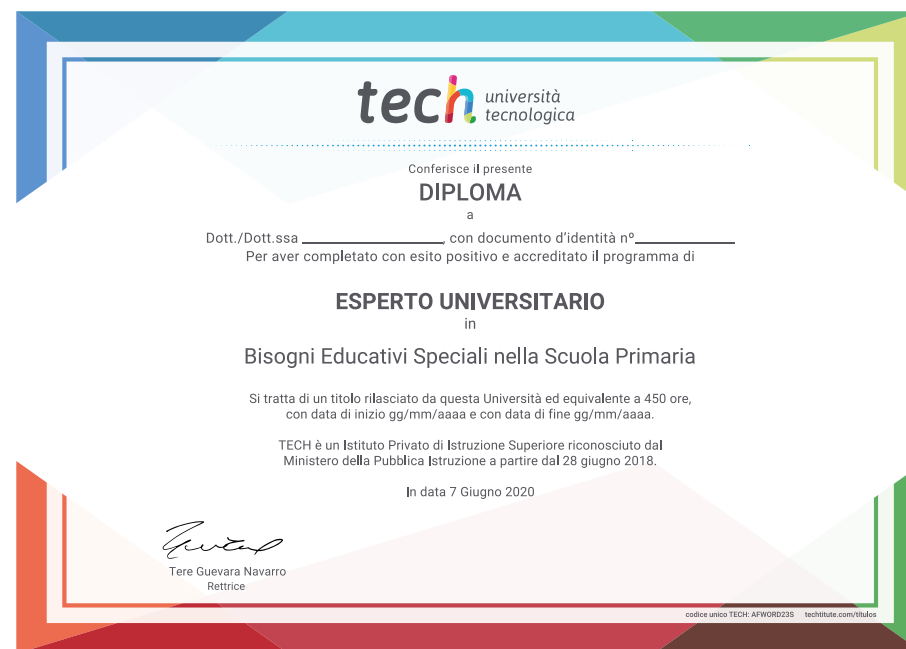 tech università
tecnologica
Conferisce il presente
DIPLOMA
a
Dott./Dott.ssa ____________________, con documento d'identità nº______________
Per aver completato con esito positivo e accreditato il programma di
ESPERTO UNIVERSITARIO
in
Bisogni Educativi Speciali nella Scuola Primaria
Si tratta di un titolo rilasciato da questa Università ed equivalente a 450 ore,
con data di inizio gg/mm/aaaa e con data di fine gg/mm/aaaa.
TECH è un Istituto Privato di Istruzione Superiore riconosciuto dal
Ministero della Pubblica Istruzione a partire dal 28 giugno 2018.
In data 7 Giugno 2020
Tere Guevara Navarro
Rettrice
codice unico TECH: AFWORD23S techtitute.com/titulos